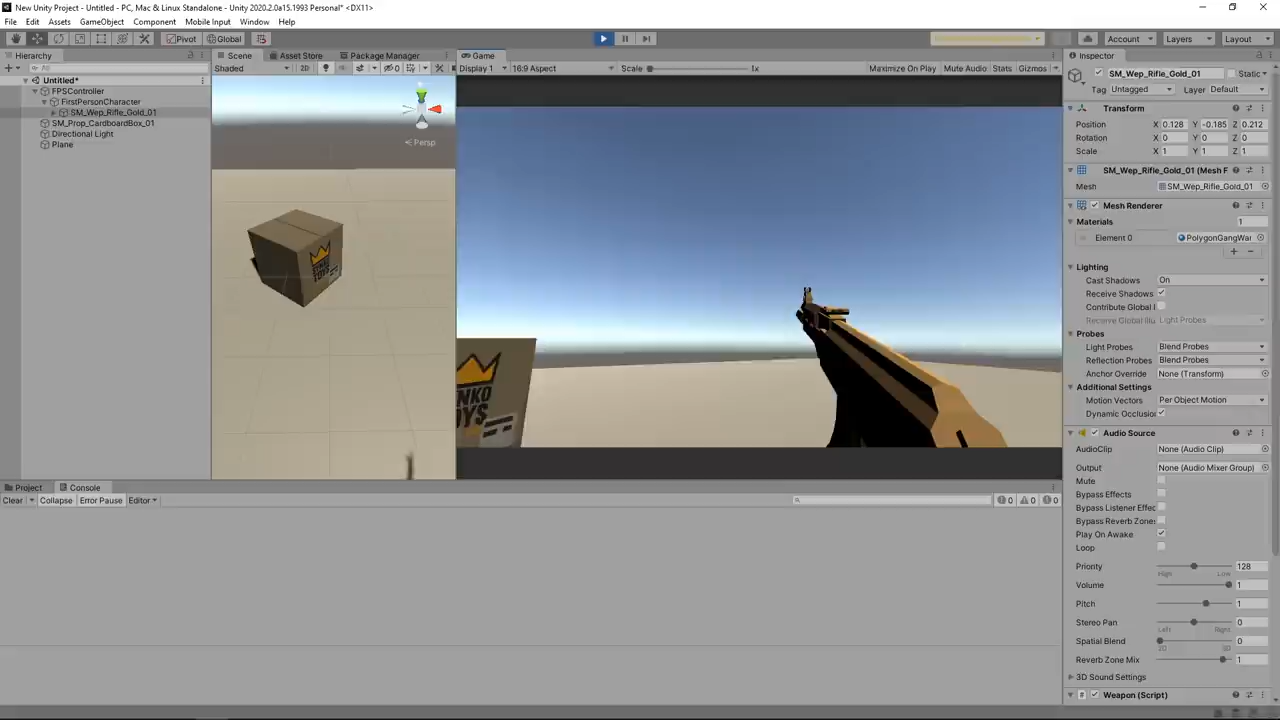 New Unity Project - Untitled - PC, Mac & Linux Standalone - Unity 2020.2.0a15.1993 Personal* <DX11>
File Edit Assets GameObject Component Mobile Input Window Help
Pivot Global Account Layers Layout
Hierarchy Scene Asset Store Package Manager Game Inspector
All Shaded 2D 0 Display 1 16:9 Aspect Scale 1x Maximize On Play Mute Audio Stats Gizmos
SM_Wep_Rifle_Gold_01 Static
Tag Untagged Layer Default
Untitled*
FPSController
FirstPersonCharacter
SM_Wep_Rifle_Gold_01
SM_Prop_CardboardBox_01
Directional Light
Plane
Persp
TOYS
TOYS
Transform
Position X 0.128 Y -0.185 Z 0.212
Rotation X 0 Y 0 Z 0
Scale X 1 Y 1 Z 1
SM_Wep_Rifle_Gold_01 (Mesh F
Mesh SM_Wep_Rifle_Gold_01
Mesh Renderer
Materials 1
Element 0 PolygonGangWar
Lighting
Cast Shadows On
Receive Shadows
Contribute Global I
Receive Global Illu Light Probes
Probes
Light Probes Blend Probes
Reflection Probes Blend Probes
Anchor Override None (Transform)
Additional Settings
Motion Vectors Per Object Motion
Dynamic Occlusio
Audio Source
AudioClip None (Audio Clip)
Output None (Audio Mixer Group)
Mute
Bypass Effects
Bypass Listener Effec
Bypass Reverb Zone
Play On Awake
Loop
Priority 128
High Low
Volume 1
Pitch 1
Stereo Pan 0
Left Right
Spatial Blend 0
2D 3D
Reverb Zone Mix 1
3D Sound Settings
Weapon (Script)
Project Console
Clear Collapse Error Pause Editor 0 0 0